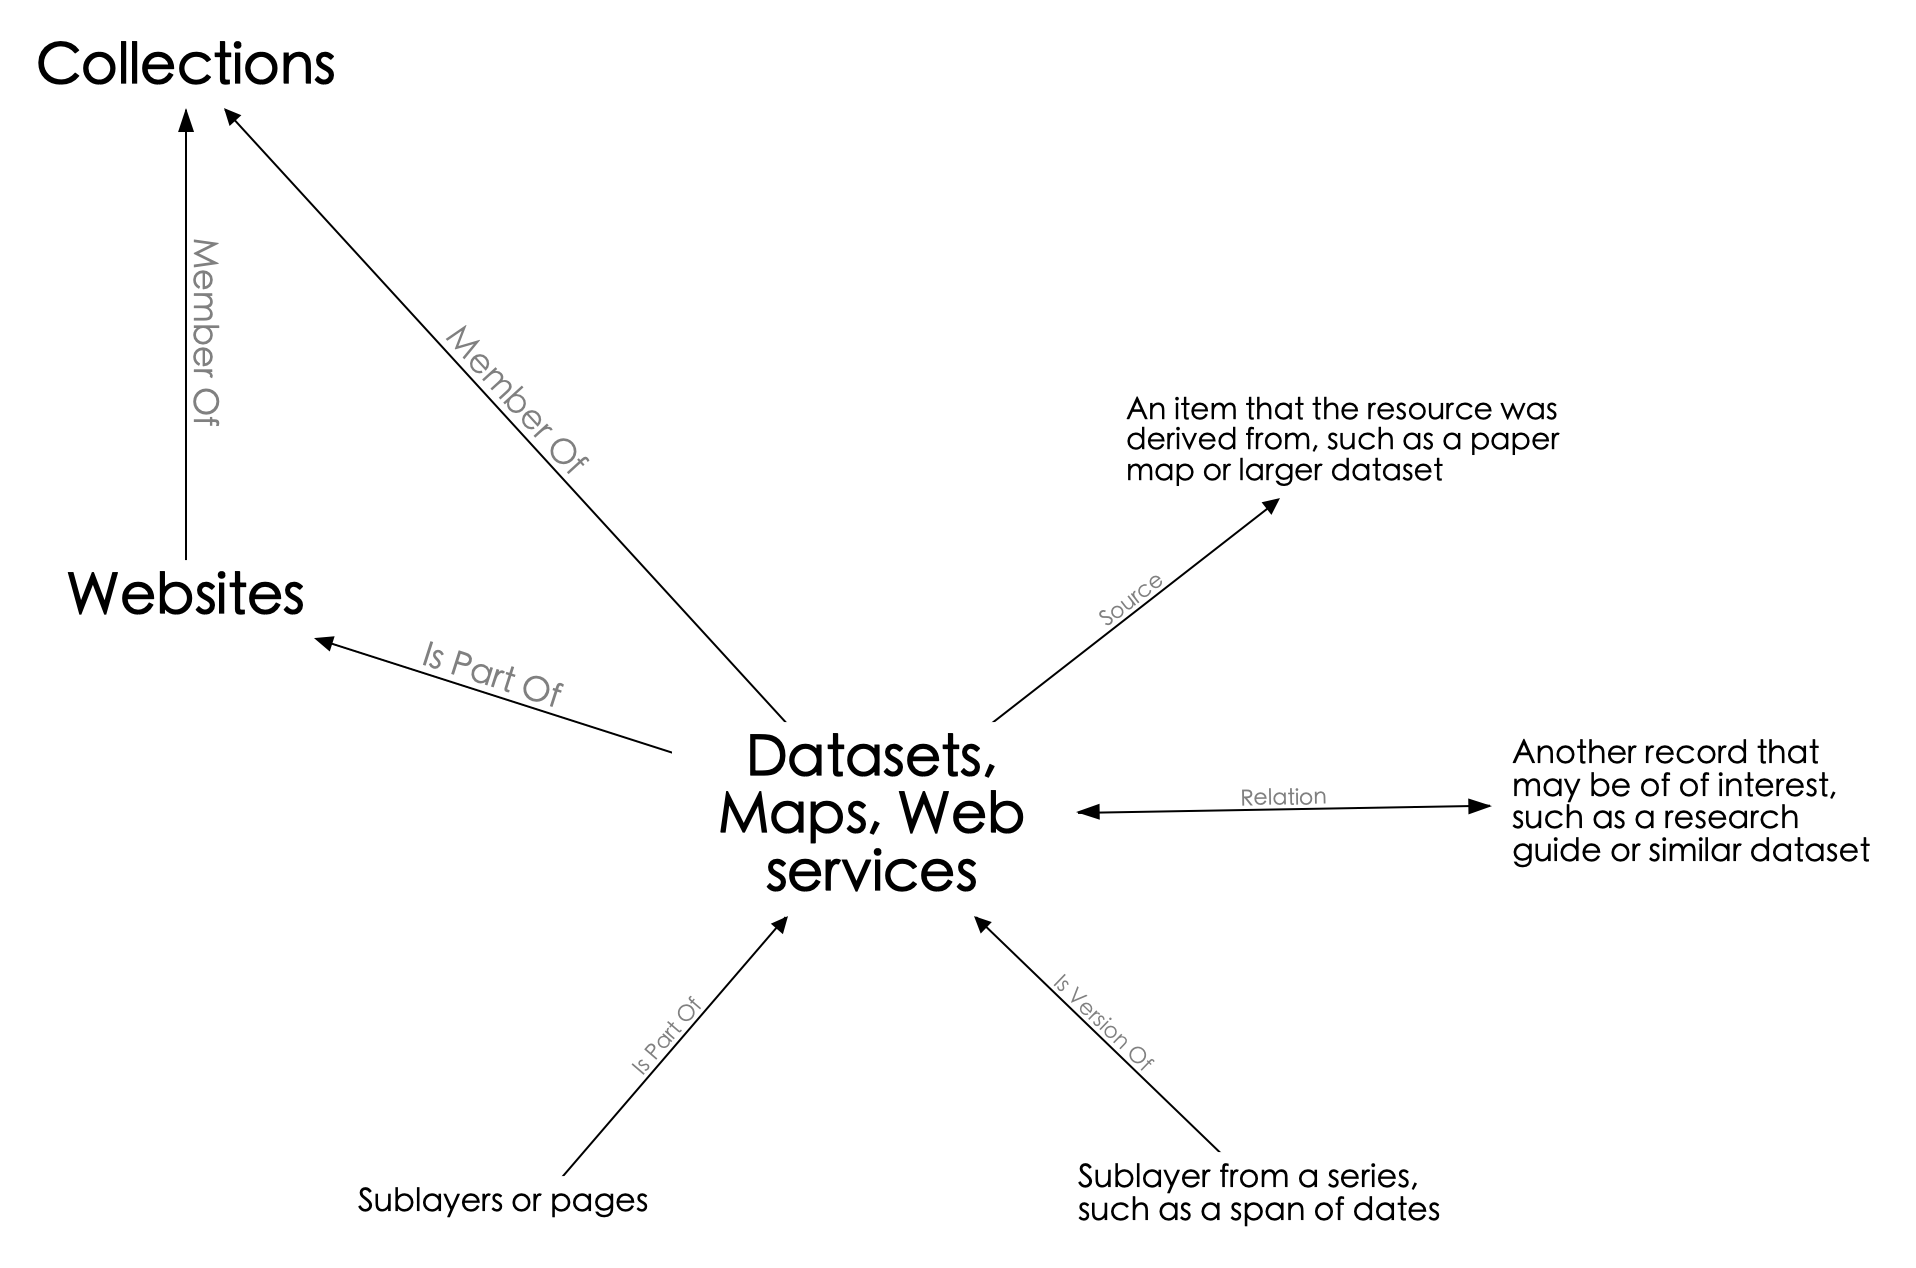 Collections
Member Of
Member Of
An item that the resource was
derived from, such as a paper
map or larger dataset
Source
Websites
Is Part Of
Datasets,
Maps, Web
services
Relation
Another record that
may be of of interest,
such as a research
guide or similar dataset
Is Part Of
Is Version Of
Sublayers or pages
Sublayer from a series,
such as a span of dates